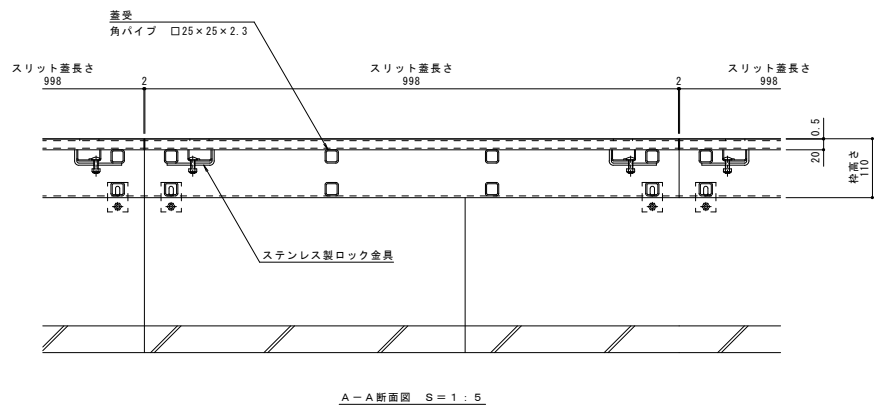 蓋受
角パイプ ロ25×25×2.3
スリット蓋長さ
998
2
スリット蓋長さ
998
2
スリット蓋長さ
998
0.5
20
枠高さ
110
ステンレス製ロック金具
A－A断面図 S＝1：5